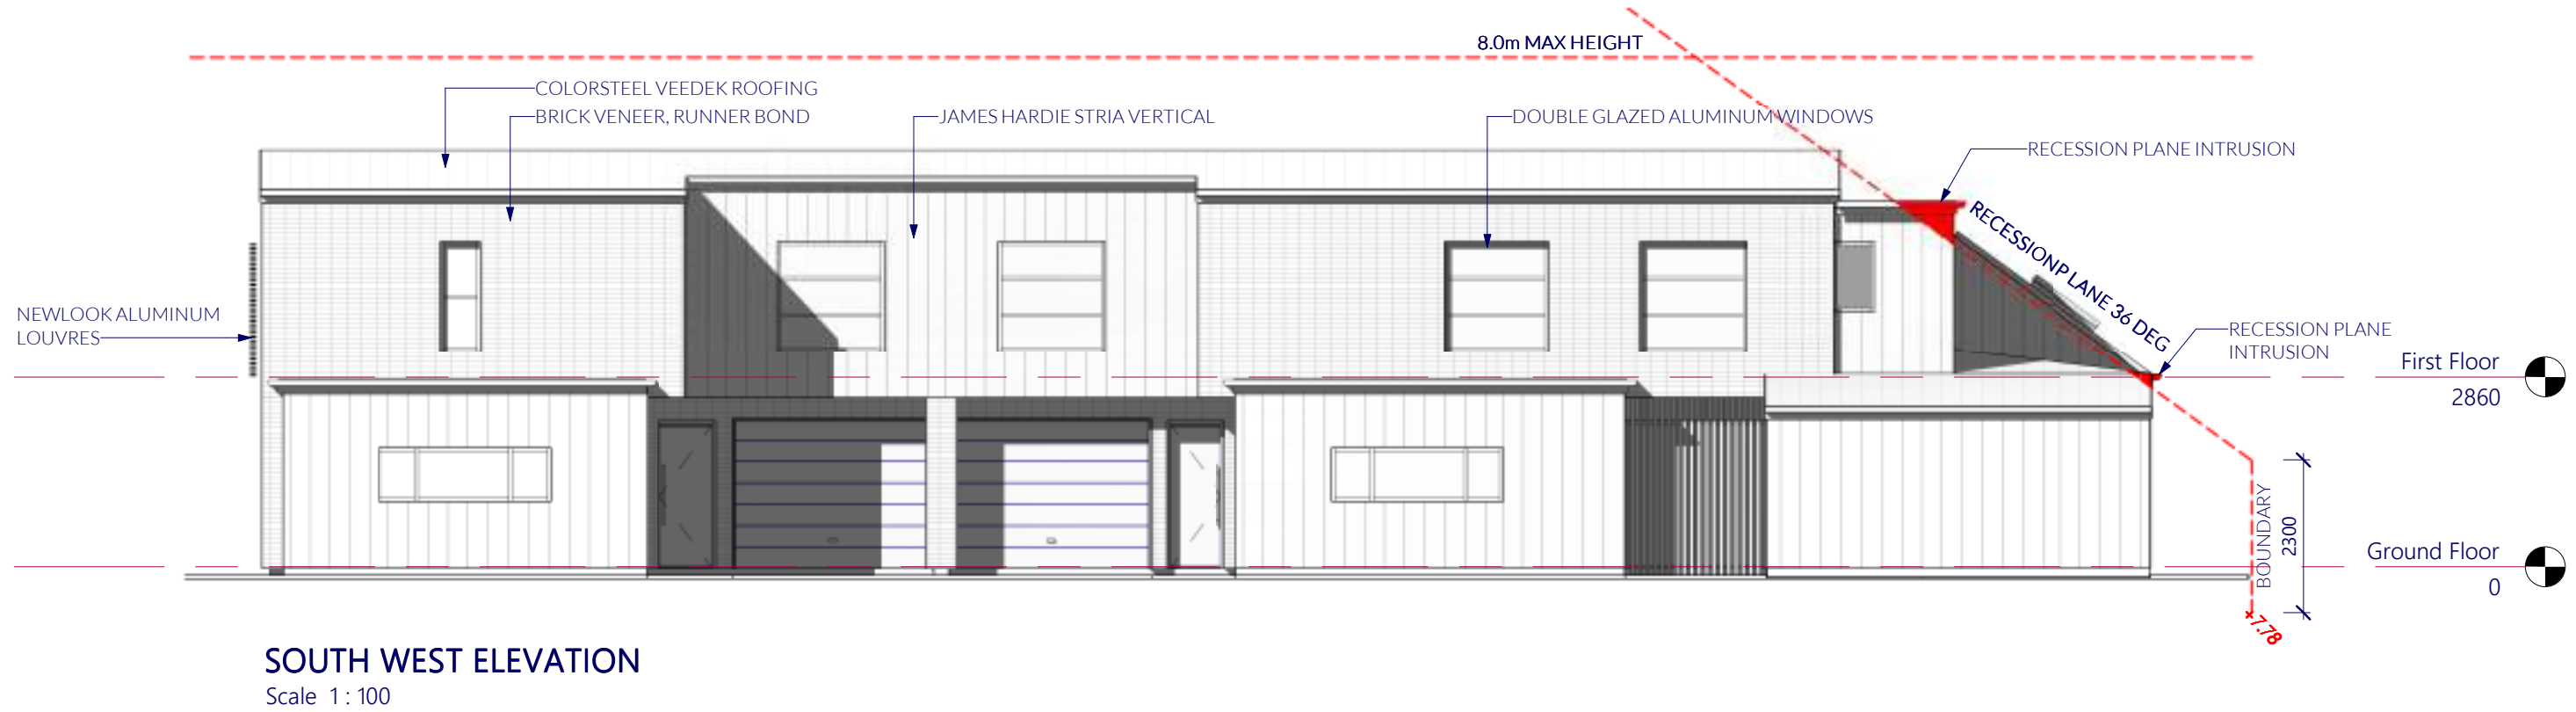 8.0m MAX HEIGHT
COLORSTEEL VEEDEK ROOFING
BRICK VENEER, RUNNER BOND
JAMES HARDIE STRIA VERTICAL
DOUBLE GLAZED ALUMINUM WINDOWS
RECESSION PLANE INTRUSION
RECESSIONPLANE 36 DEG
NEWLOOK ALUMINUM
LOUVRES
RECESSION PLANE
INTRUSION
First Floor
2860
Ground Floor
0
BOUNDARY
2300
+7.78
SOUTH WEST ELEVATION
Scale 1 : 100